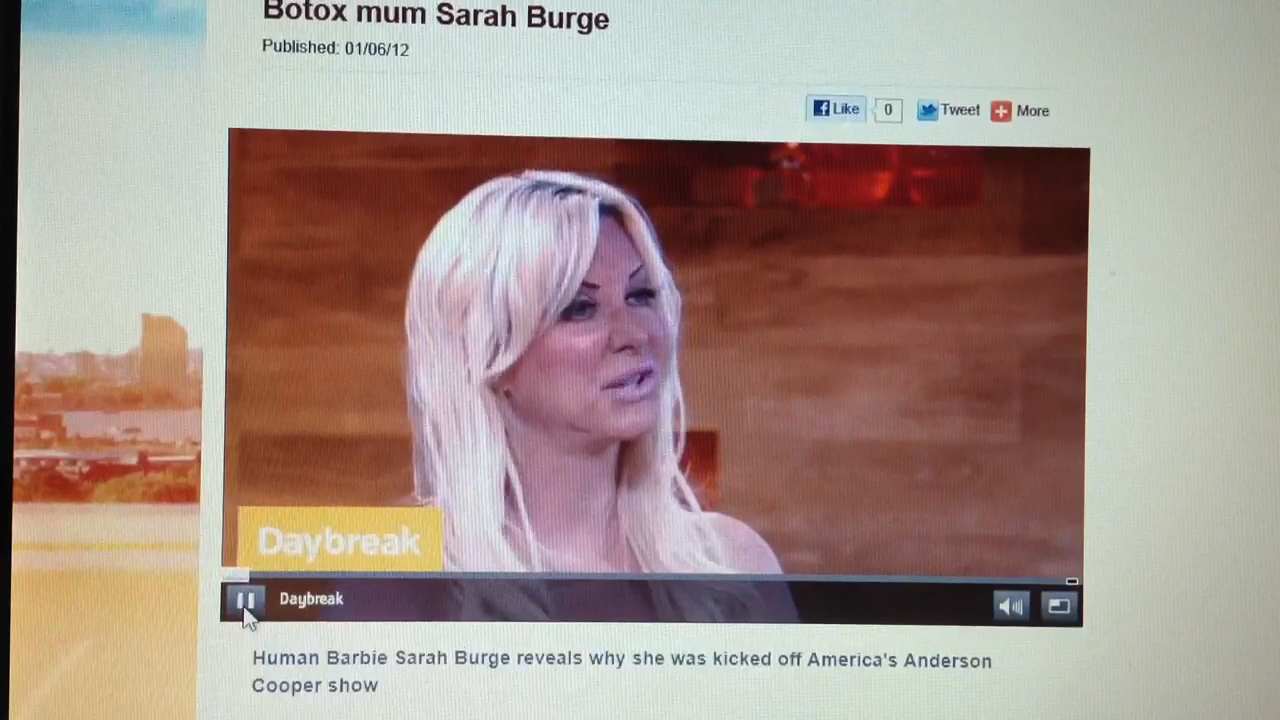 Botox mum Sarah Burge
Published: 01/06/12
Like 0 Tweet More
Daybreak
Daybreak
Human Barbie Sarah Burge reveals why she was kicked off America's Anderson
Cooper show